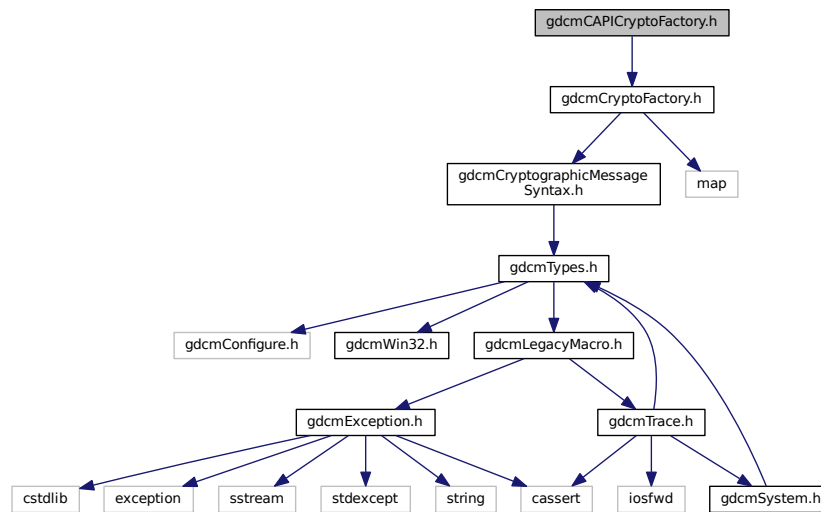 gdcmCAPICryptoFactory.h
gdcmCryptoFactory.h
gdcmCryptographicMessage
Syntax.h
map
gdcmTypes.h
gdcmConfigure.h
gdcmWin32.h
gdcmLegacyMacro.h
gdcmException.h
gdcmTrace.h
cstdlib
exception
sstream
stdexcept
string
cassert
iosfwd
gdcmSystem.h